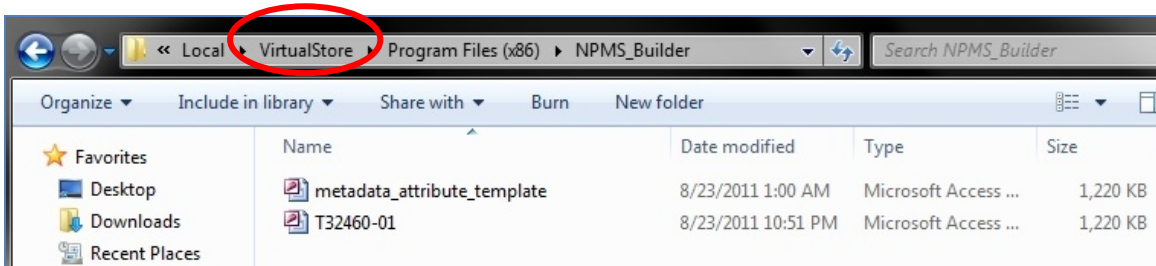 « Local ▸ VirtualStore ▸ Program Files (x86) ▸ NPMS_Builder Search NPMS_Builder
Organize Include in library Share with Burn New folder
Favorites Name Date modified Type Size
Desktop metadata_attribute_template 8/23/2011 1:00 AM Microsoft Access ... 1,220 KB
Downloads T32460-01 8/23/2011 10:51 PM Microsoft Access ... 1,220 KB
Recent Places